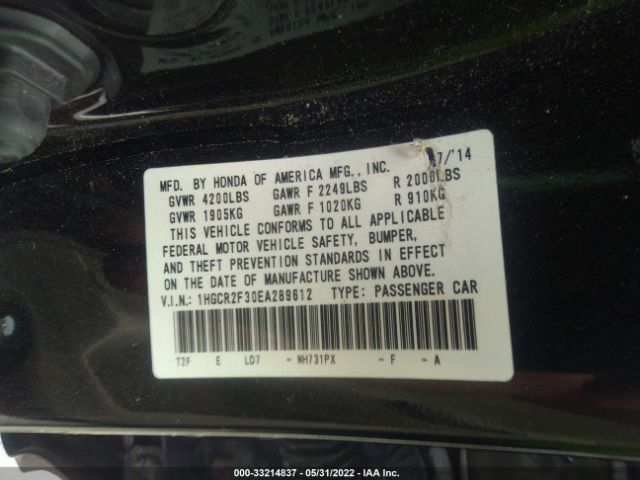 7/'14
MFD. BY HONDA OF AMERICA MFG., INC.
GVWR 4200LBS GAWR F 2249LBS R 2000LBS
GVWR 1905KG GAWR F 1020KG R 910KG
THIS VEHICLE CONFORMS TO ALL APPLICABLE
FEDERAL MOTOR VEHICLE SAFETY, BUMPER,
AND THEFT PREVENTION STANDARDS IN EFFECT
ON THE DATE OF MANUFACTURE SHOWN ABOVE.
V.I.N.: 1HGCR2F30EA289612 TYPE: PASSENGER CAR
T2F E LD7 - NH731PX - F - A
000-33214837 - 05/31/2022 - IAA Inc.